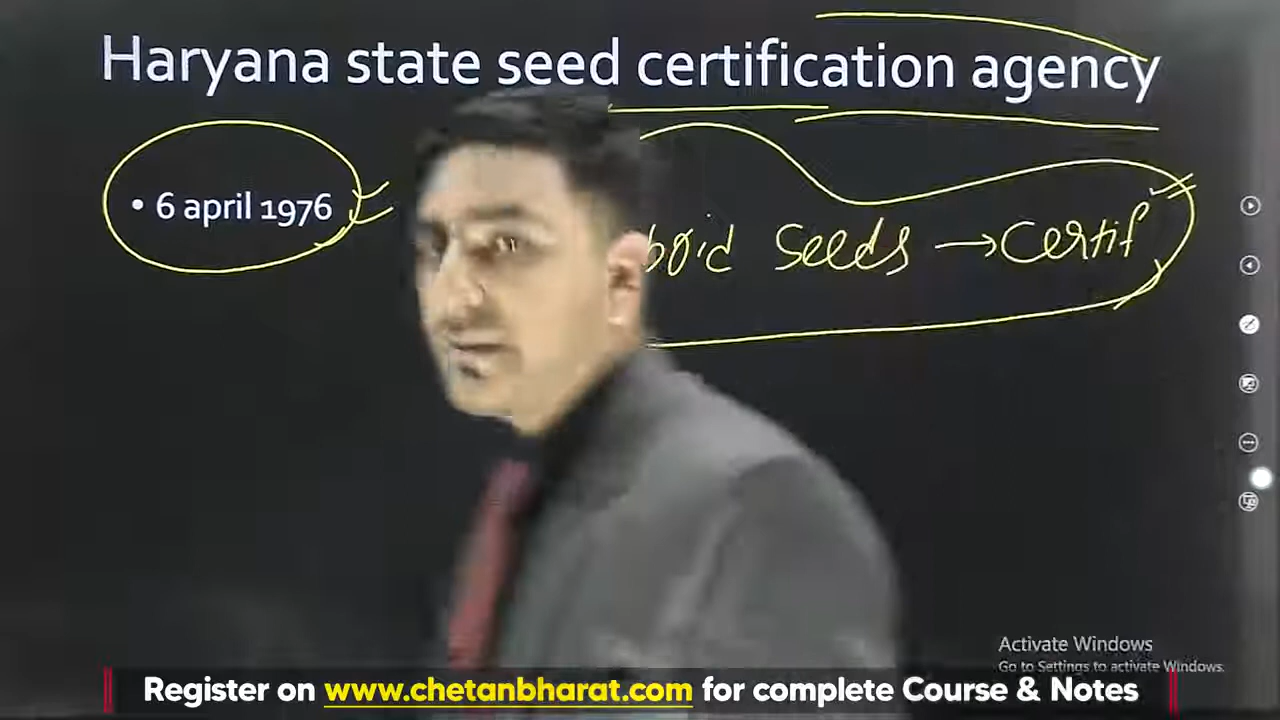 Haryana state seed certification agency
• 6 april 1976
Seeds → Certif
Activate Windows
Go to Settings to activate Windows.
Register on www.chetanbharat.com for complete Course & Notes